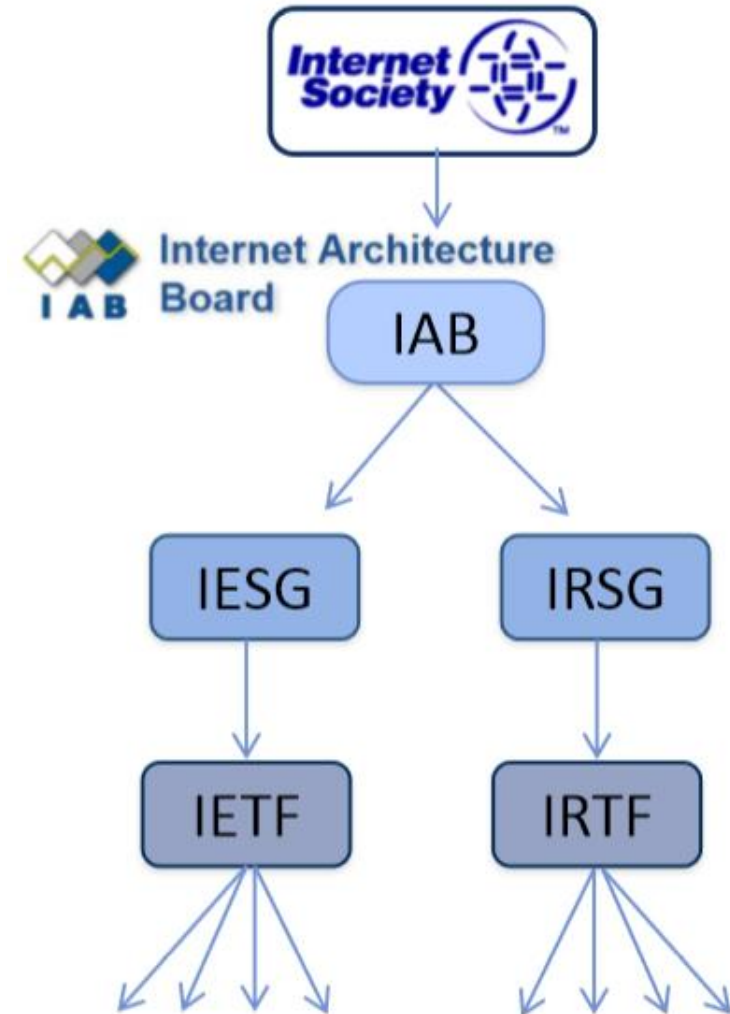 Internet
Society
TM
Internet Architecture
Board
I A B
IAB
IESG
IRSG
IETF
IRTF